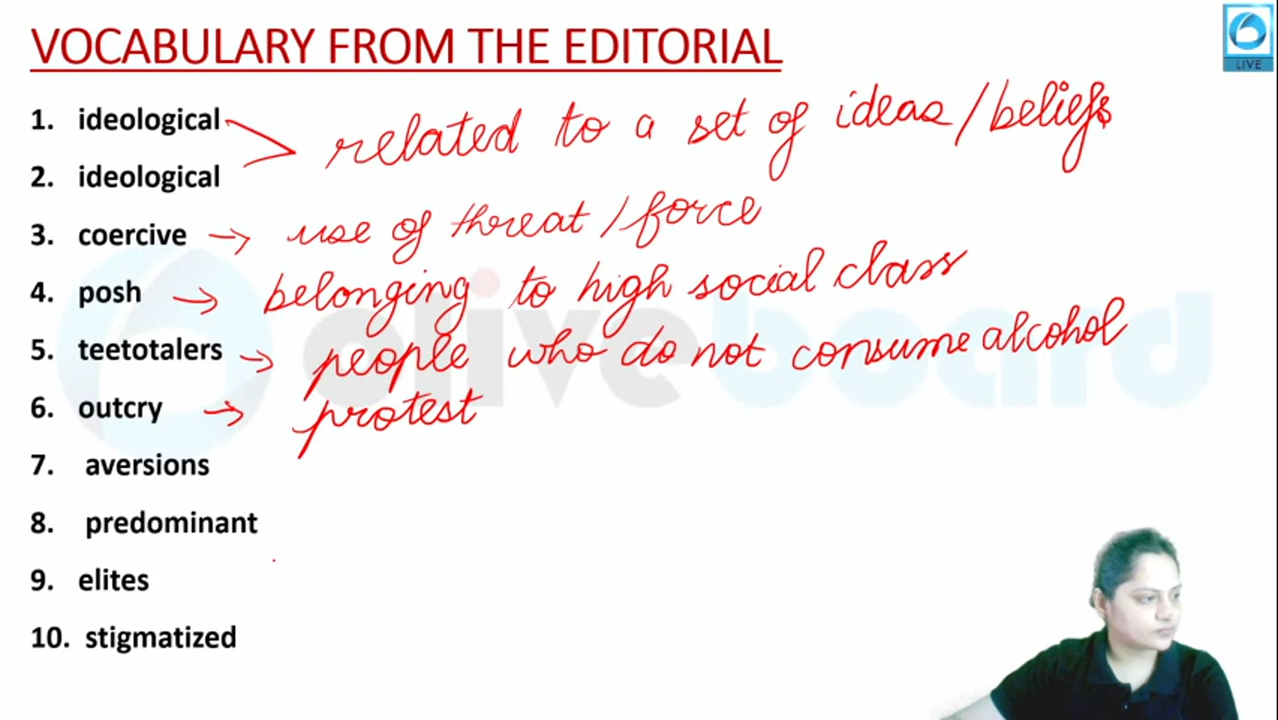 VOCABULARY FROM THE EDITORIAL
LIVE
1. ideological related to a set of ideas/beliefs
2. ideological
3. coercive → use of threat/force
4. posh → belonging to high social class
5. teetotalers → people who do not consume alcohol
6. outcry → protest
7. aversions
8. predominant
9. elites
10. stigmatized
oliveboard